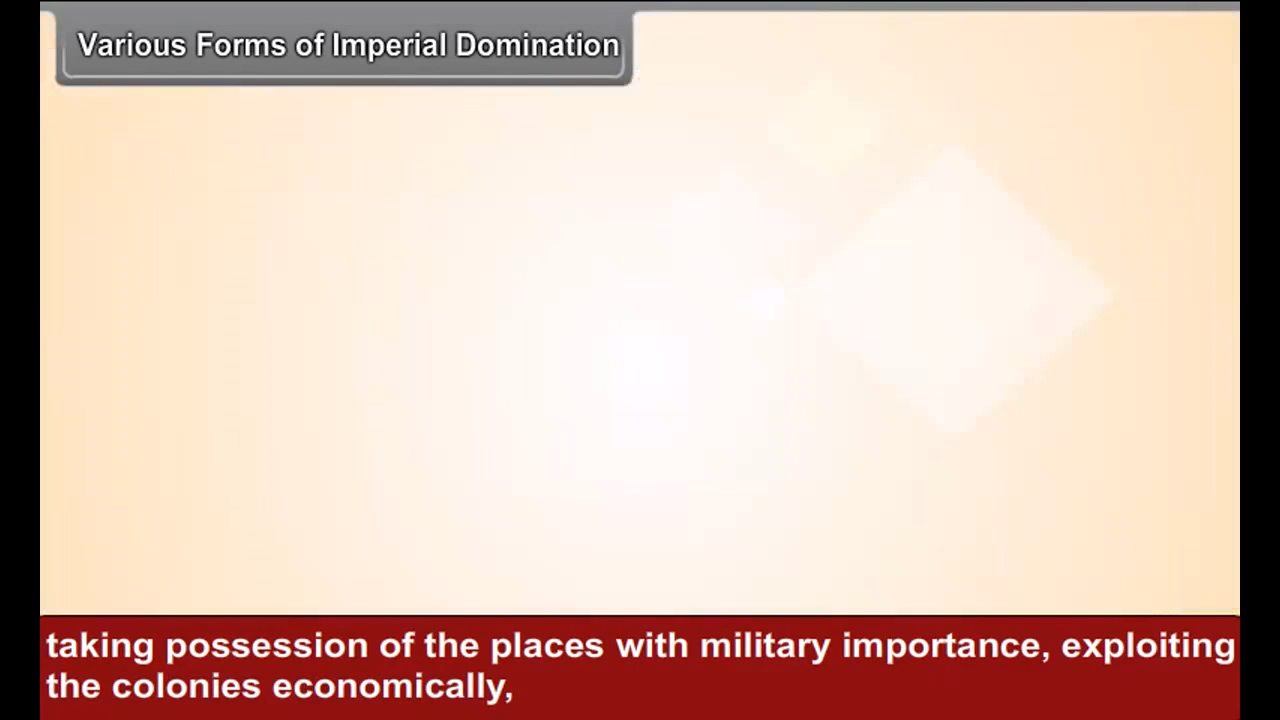 Various Forms of Imperial Domination
taking possession of the places with military importance, exploiting
the colonies economically,